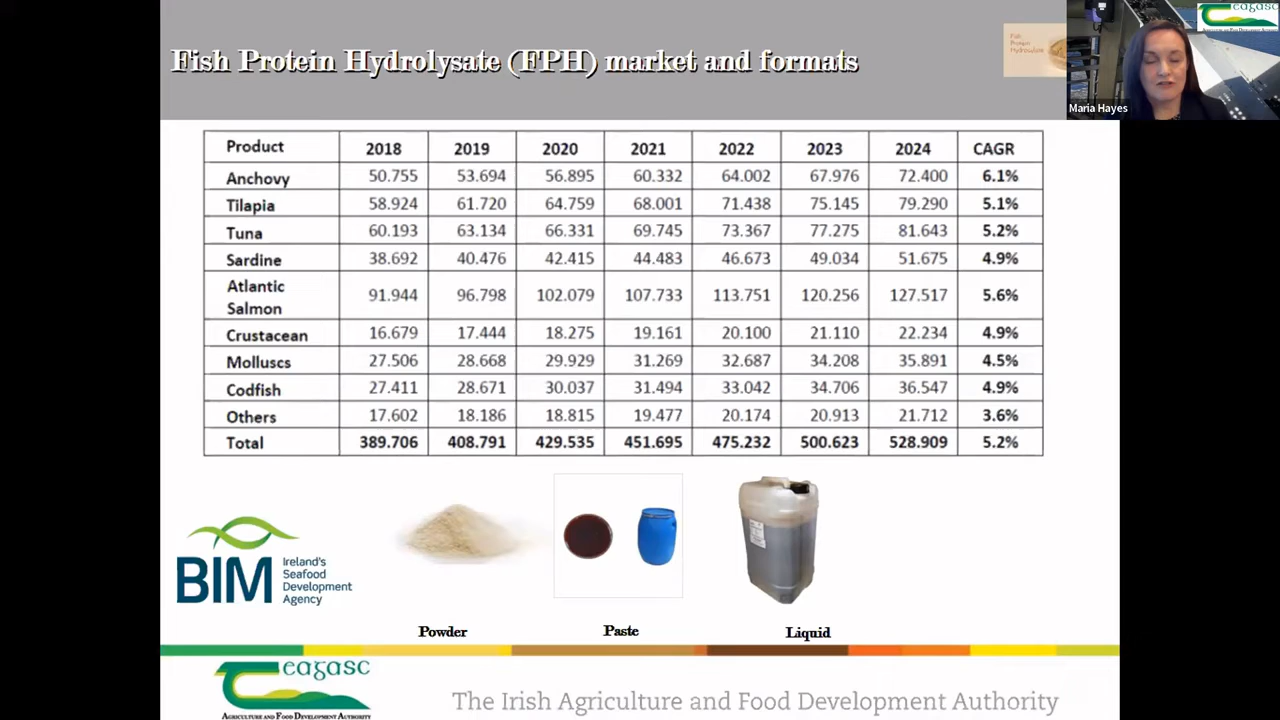 Fish Protein Hydrolysate (FPH) market and formats
Fish
Protein
Hydrolysate
eagasc
Maria Hayes
Product 2018 2019 2020 2021 2022 2023 2024 CAGR
Anchovy 50.755 53.694 56.895 60.332 64.002 67.976 72.400 6.1%
Tilapia 58.924 61.720 64.759 68.001 71.438 75.145 79.290 5.1%
Tuna 60.193 63.134 66.331 69.745 73.367 77.275 81.643 5.2%
Sardine 38.692 40.476 42.415 44.483 46.673 49.034 51.675 4.9%
Atlantic
Salmon 91.944 96.798 102.079 107.733 113.751 120.256 127.517 5.6%
Crustacean 16.679 17.444 18.275 19.161 20.100 21.110 22.234 4.9%
Molluscs 27.506 28.668 29.929 31.269 32.687 34.208 35.891 4.5%
Codfish 27.411 28.671 30.037 31.494 33.042 34.706 36.547 4.9%
Others 17.602 18.186 18.815 19.477 20.174 20.913 21.712 3.6%
Total 389.706 408.791 429.535 451.695 475.232 500.623 528.909 5.2%
BIM
Ireland's
Seafood
Development
Agency
Powder Paste Liquid
eagasc
AGRICULTURE AND FOOD DEVELOPMENT AUTHORITY
The Irish Agriculture and Food Development Authority